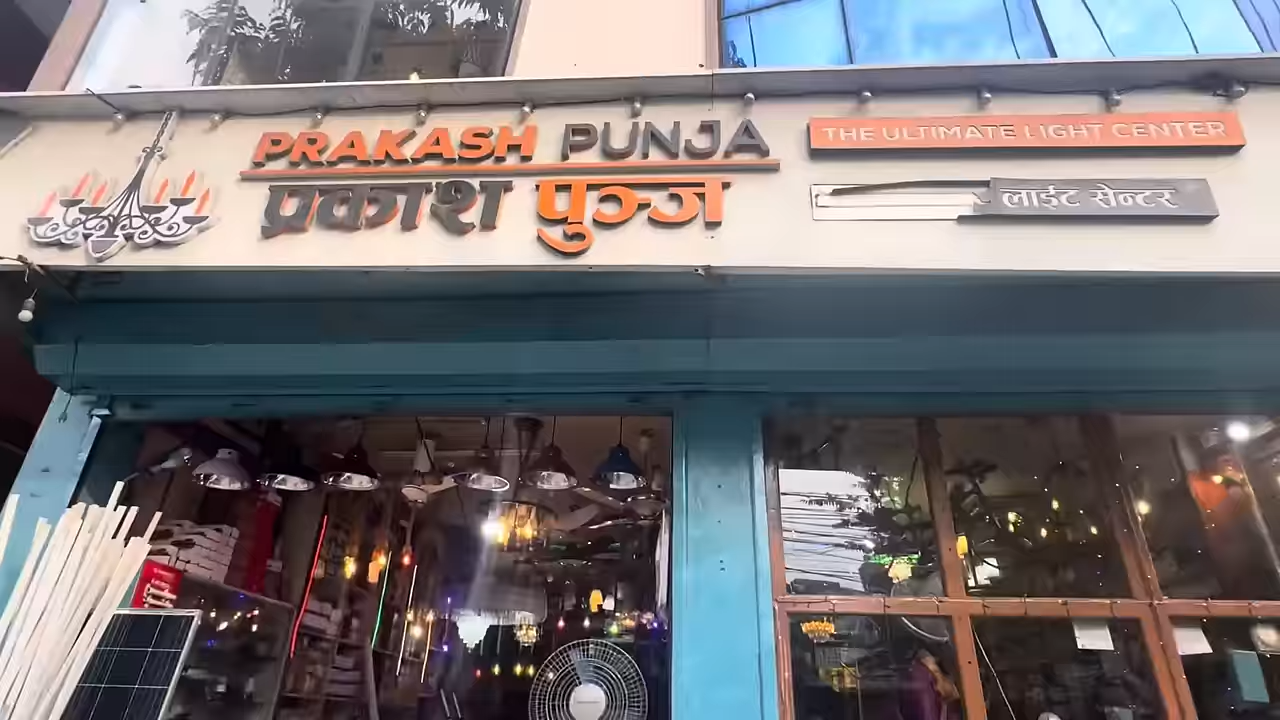 PRAKASH PUNJA
प्रकाश पुञ्ज
THE ULTIMATE LIGHT CENTER
लाईट सेन्टर